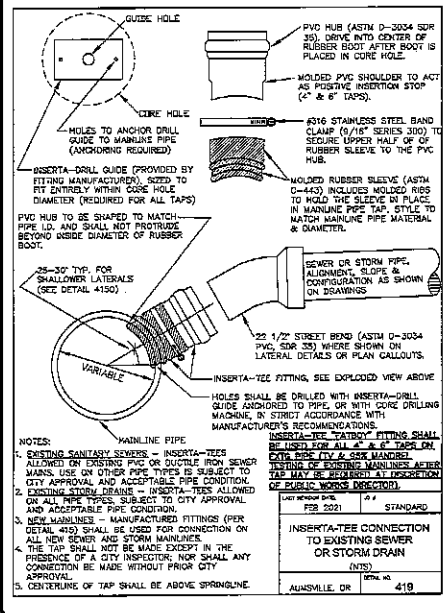 GUIDE HOLE
CORE HOLE
HOLES TO ANCHOR DRILL
GUIDE TO MAINLINE PIPE
(ANCHORING REQUIRED)
INSERTA-DRILL GUIDE (PROVIDED BY
FITTING MANUFACTURER), SIZED TO
FIT ENTIRELY WITHIN CORE HOLE
DIAMETER (REQUIRED FOR ALL TAPS)
PVC HUB TO BE SHAPED TO MATCH
PIPE I.D. AND SHALL NOT PROTRUDE
BEYOND INSIDE DIAMETER OF RUBBER
BOOT.
25-30° TYP. FOR
SHALLOWER LATERALS
(SEE DETAIL 4150)
VARIABLE
MAINLINE PIPE
PVC HUB (ASTM D-3034 SDR
35), DRIVE INTO CENTER OF
RUBBER BOOT AFTER BOOT IS
PLACED IN CORE HOLE.
MOLDED PVC SHOULDER TO ACT
AS POSITIVE INSERTION STOP
(4" & 6" TAPS).
#316 STAINLESS STEEL BAND
CLAMP (9/16" SERIES 300) TO
SECURE UPPER HALF OF OF
RUBBER SLEEVE TO THE PVC
HUB.
MOLDED RUBBER SLEEVE (ASTM
C-443) INCLUDES MOLDED RIBS
TO HOLD THE SLEEVE IN PLACE
IN MAINLINE PIPE TAP. STYLE TO
MATCH MAINLINE PIPE MATERIAL
& DIAMETER.
SEWER OR STORM PIPE,
ALIGNMENT, SLOPE &
CONFIGURATION AS SHOWN
ON DRAWINGS
22 1/2° STREET BEND (ASTM D-3034
PVC, SDR 35) WHERE SHOWN ON
LATERAL DETAILS OR PLAN CALLOUTS.
INSERTA-TEE FITTING, SEE EXPLODED VIEW ABOVE
HOLES SHALL BE DRILLED WITH INSERTA-DRILL
GUIDE ANCHORED TO PIPE, OR WITH CORE DRILLING
MACHINE, IN STRICT ACCORDANCE WITH
MANUFACTURER'S RECOMMENDATIONS.
NOTES:
1. EXISTING SANITARY SEWERS – INSERTA-TEES
ALLOWED ON EXISTING PVC OR DUCTILE IRON SEWER
MAINS. USE ON OTHER PIPE TYPES IS SUBJECT TO
CITY APPROVAL AND ACCEPTABLE PIPE CONDITION.
2. EXISTING STORM DRAINS – INSERTA-TEES ALLOWED
ON ALL PIPE TYPES, SUBJECT TO CITY APPROVAL
AND ACCEPTABLE PIPE CONDITION.
3. NEW MAINLINES – MANUFACTURED FITTINGS (PER
DETAIL 415) SHALL BE USED FOR CONNECTION ON
ALL NEW SEWER AND STORM MAINLINES.
4. THE TAP SHALL NOT BE MADE EXCEPT IN THE
PRESENCE OF A CITY INSPECTOR; NOR SHALL ANY
CONNECTION BE MADE WITHOUT PRIOR CITY
APPROVAL.
5. CENTERLINE OF TAP SHALL BE ABOVE SPRINGLINE.
INSERTA-TEE "FATBOY" FITTING SHALL
BE USED FOR ALL 4" & 6" TAPS ON
EXTG PIPE (TV & 95% MANDREL
TESTING OF EXISTING MAINLINES AFTER
TAP MAY BE REQUIRED AT DISCRETION
OF PUBLIC WORKS DIRECTOR).
LAST REVISION DATE:
FEB 2021
STANDARD
INSERTA-TEE CONNECTION
TO EXISTING SEWER
OR STORM DRAIN
(NTS)
AUMSVILLE, OR
DETAIL NO.
419